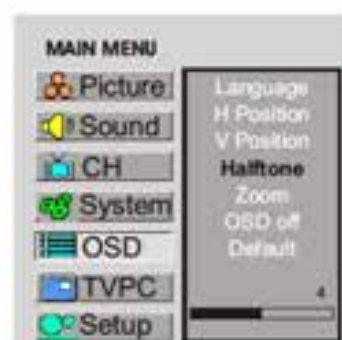 MAIN MENU
Picture
Sound
CH
System
OSD
TVPC
Setup
Language
H Position
V Position
Halftone
Zoom
OSD off
Default
4